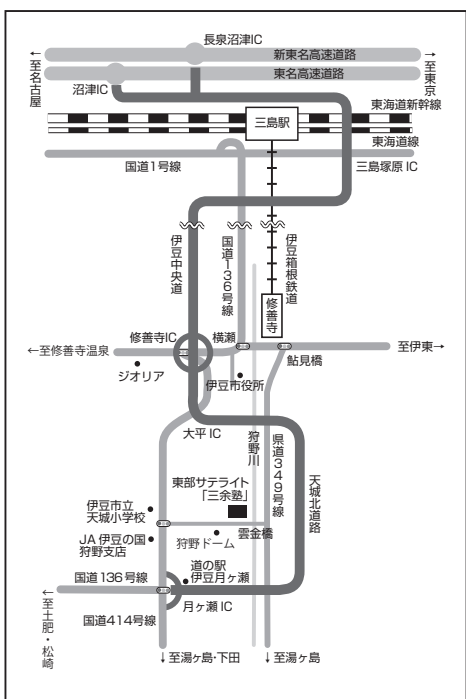 長泉沼津IC
新東名高速道路
東名高速道路
沼津IC
←至名古屋
→至東京
東海道新幹線
三島駅
東海道線
国道1号線
三島塚原IC
伊豆中央道
国道136号線
伊豆箱根鉄道
修善寺
修善寺IC
横瀬
←至修善寺温泉
至伊東→
鮎見橋
ジオリア
伊豆市役所
大平IC
狩野川
県道349号線
天城北道路
東部サテライト
「三余塾」
伊豆市立
天城小学校
雲金橋
JA伊豆の国
狩野支店
狩野ドーム
道の駅
伊豆月ヶ瀬
国道136号線
月ヶ瀬IC
←至土肥・松崎
国道414号線
↓至湯ヶ島・下田
↓至湯ヶ島